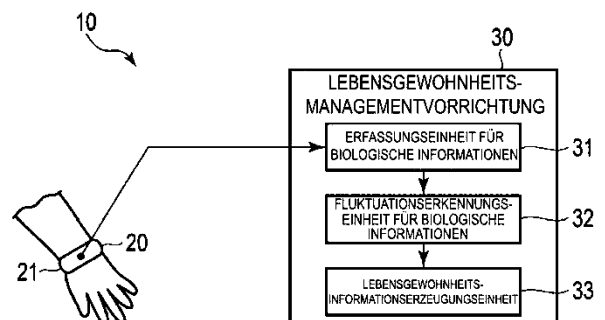 10
30
LEBENSGEWOHNHEITS-
MANAGEMENTVORRICHTUNG
ERFASSUNGSEINHEIT FÜR
BIOLOGISCHE INFORMATIONEN
31
FLUKTUATIONSERKENNUNGS-
EINHEIT FÜR BIOLOGISCHE
INFORMATIONEN
32
20
21
LEBENSGEWOHNHEITS-
INFORMATIONSERZEUGUNGSEINHEIT
33